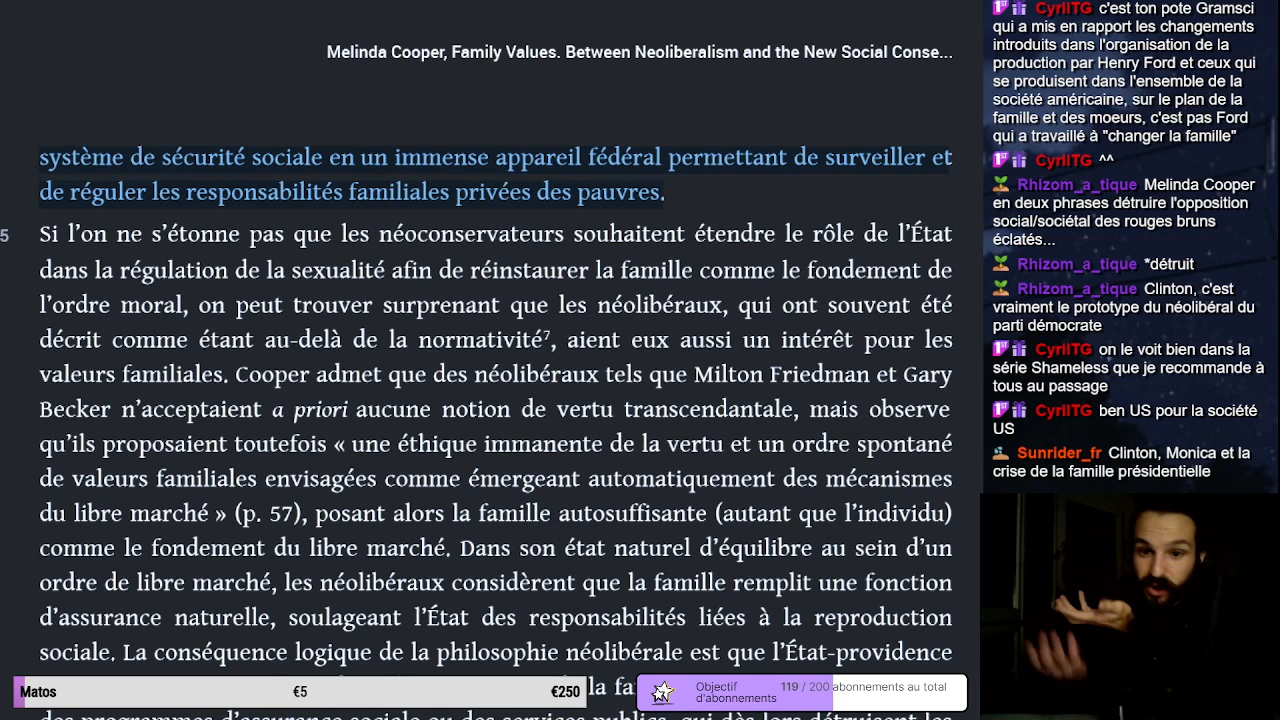 Melinda Cooper, Family Values. Between Neoliberalism and the New Social Conse...
système de sécurité sociale en un immense appareil fédéral permettant de surveiller et
de réguler les responsabilités familiales privées des pauvres.
5
Si l’on ne s’étonne pas que les néoconservateurs souhaitent étendre le rôle de l’État
dans la régulation de la sexualité afin de réinstaurer la famille comme le fondement de
l’ordre moral, on peut trouver surprenant que les néolibéraux, qui ont souvent été
décrit comme étant au-delà de la normativité⁷, aient eux aussi un intérêt pour les
valeurs familiales. Cooper admet que des néolibéraux tels que Milton Friedman et Gary
Becker n’acceptaient a priori aucune notion de vertu transcendantale, mais observe
qu’ils proposaient toutefois « une éthique immanente de la vertu et un ordre spontané
de valeurs familiales envisagées comme émergeant automatiquement des mécanismes
du libre marché » (p. 57), posant alors la famille autosuffisante (autant que l’individu)
comme le fondement du libre marché. Dans son état naturel d’équilibre au sein d’un
ordre de libre marché, les néolibéraux considèrent que la famille remplit une fonction
d’assurance naturelle, soulageant l’État des responsabilités liées à la reproduction
sociale. La conséquence logique de la philosophie néolibérale est que l’État-providence
la fa
des programmes d’assurance sociale ou des services publics, qui dès lors détruisent les
Matos
€5
€250
Objectif
d'abonnements
119 / 200 abonnements au total
CyrilTG c'est ton pote Gramsci
qui a mis en rapport les changements
introduits dans l'organisation de la
production par Henry Ford et ceux qui
se produisent dans l'ensemble de la
société américaine, sur le plan de la
famille et des moeurs, c'est pas Ford
qui a travaillé à "changer la famille"
CyrilTG ^^
Rhizom_a_tique Melinda Cooper
en deux phrases détruire l'opposition
social/sociétal des rouges bruns
éclatés...
Rhizom_a_tique *détruit
Rhizom_a_tique Clinton, c'est
vraiment le prototype du néolibéral du
parti démocrate
CyrilTG on le voit bien dans la
série Shameless que je recommande à
tous au passage
CyrilTG ben US pour la société
US
Sunrider_fr Clinton, Monica et la
crise de la famille présidentielle